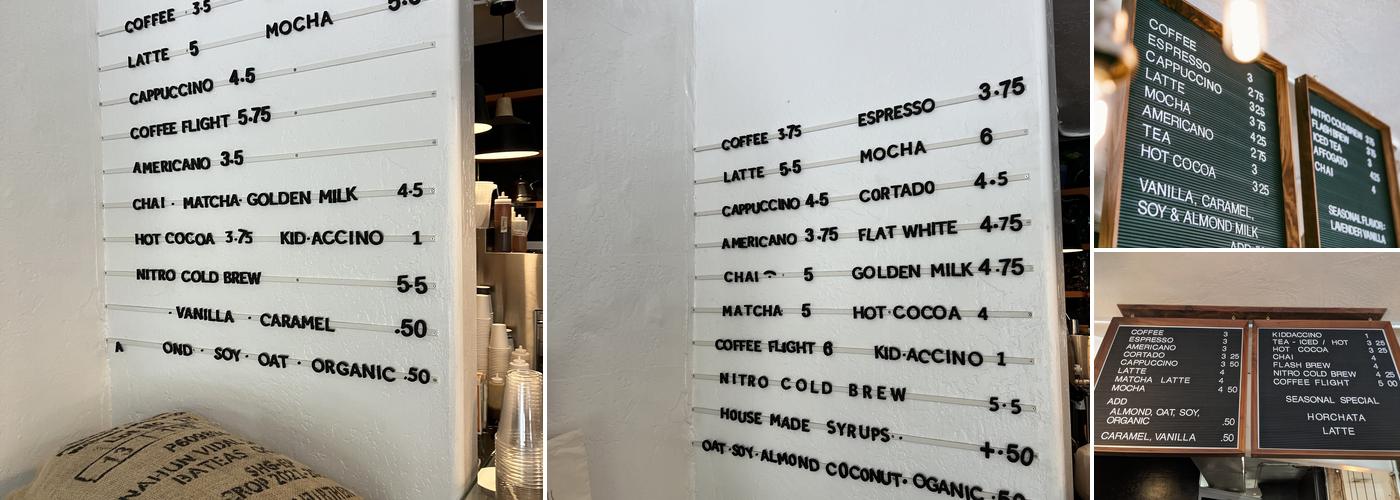 COFFEE 3·5
MOCHA
LATTE 5
CAPPUCCINO 4·5
COFFEE FLIGHT 5·75
AMERICANO 3·5
CHAI · MATCHA· GOLDEN MILK 4·5
HOT COCOA 3·75 KID·ACCINO 1
NITRO COLD BREW 5·5
· VANILLA · CARAMEL .50
A OND · SOY · OAT · ORGANIC .50
13
COFFEE 3·75 ESPRESSO 3·75
LATTE 5·5 MOCHA 6
CAPPUCCINO 4·5 CORTADO 4·5
AMERICANO 3·75 FLAT WHITE 4·75
CHAI 5 GOLDEN MILK 4·75
MATCHA 5 HOT·COCOA 4
COFFEE FLIGHT 6 KID·ACCINO 1
NITRO COLD BREW 5·5
HOUSE MADE SYRUPS·· +·50
OAT·SOY·ALMOND COCONUT· OGANIC .50
COFFEE 3
ESPRESSO 2 75
CAPPUCCINO 3 25
LATTE 3 75
MOCHA 4 25
AMERICANO 2 75
TEA 3
HOT COCOA 3 25
VANILLA, CARAMEL,
SOY & ALMOND MILK
NITRO COLD BREW
FLASH BREW
ICED TEA 3
AFFOGATO 4 25
CHAI 4
SEASONAL FLAVOR:
LAVENDER VANILLA
COFFEE 3
ESPRESSO 3
AMERICANO 3
CORTADO 3 25
CAPPUCCINO 3 50
LATTE 4
MATCHA LATTE 4
MOCHA 4 50
ADD
ALMOND, OAT, SOY,
ORGANIC .50
CARAMEL, VANILLA .50
KIDDACCINO 1
TEA - ICED / HOT 3 25
HOT COCOA 3 25
CHAI 4
FLASH BREW 4
NITRO COLD BREW 4 25
COFFEE FLIGHT 5 00
SEASONAL SPECIAL
HORCHATA
LATTE